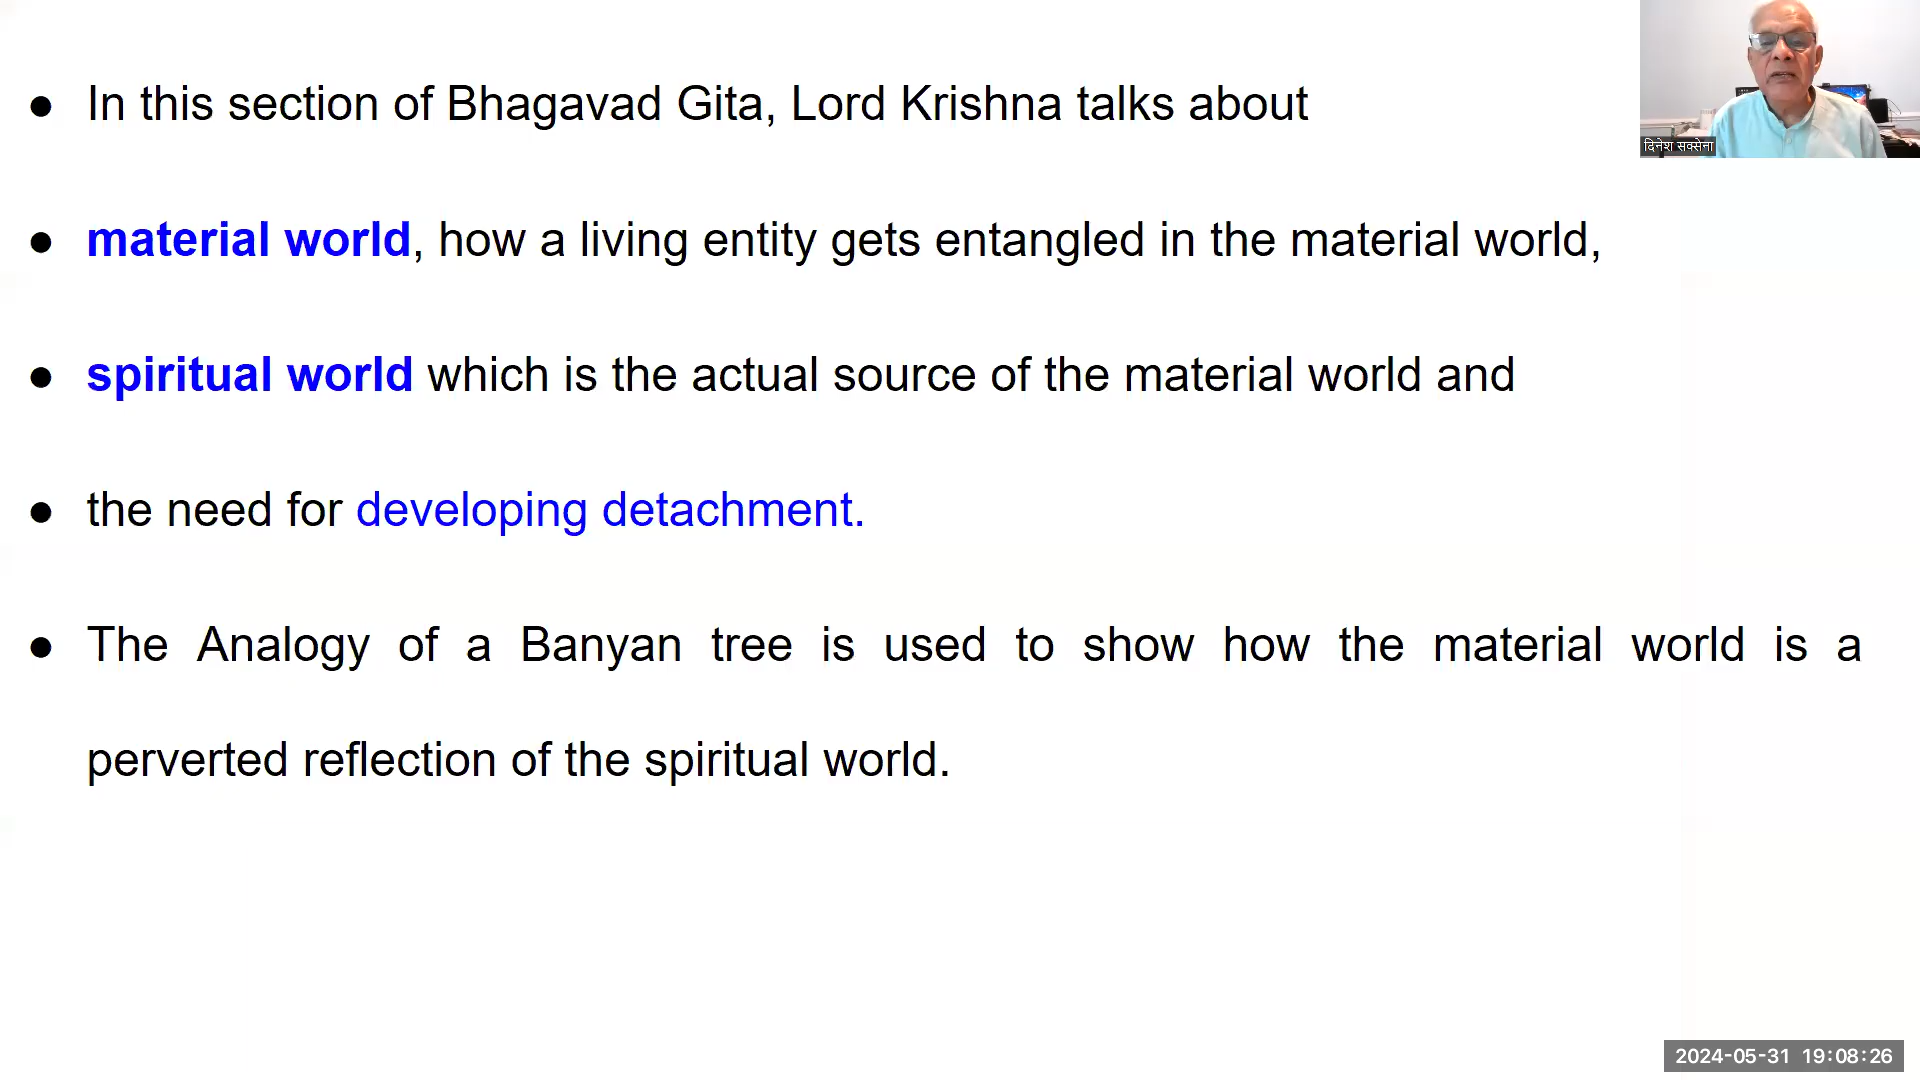 ● In this section of Bhagavad Gita, Lord Krishna talks about
दिनेश सक्सेना
● material world, how a living entity gets entangled in the material world,
● spiritual world which is the actual source of the material world and
● the need for developing detachment.
● The Analogy of a Banyan tree is used to show how the material world is a
perverted reflection of the spiritual world.
2024-05-31 19:08:26